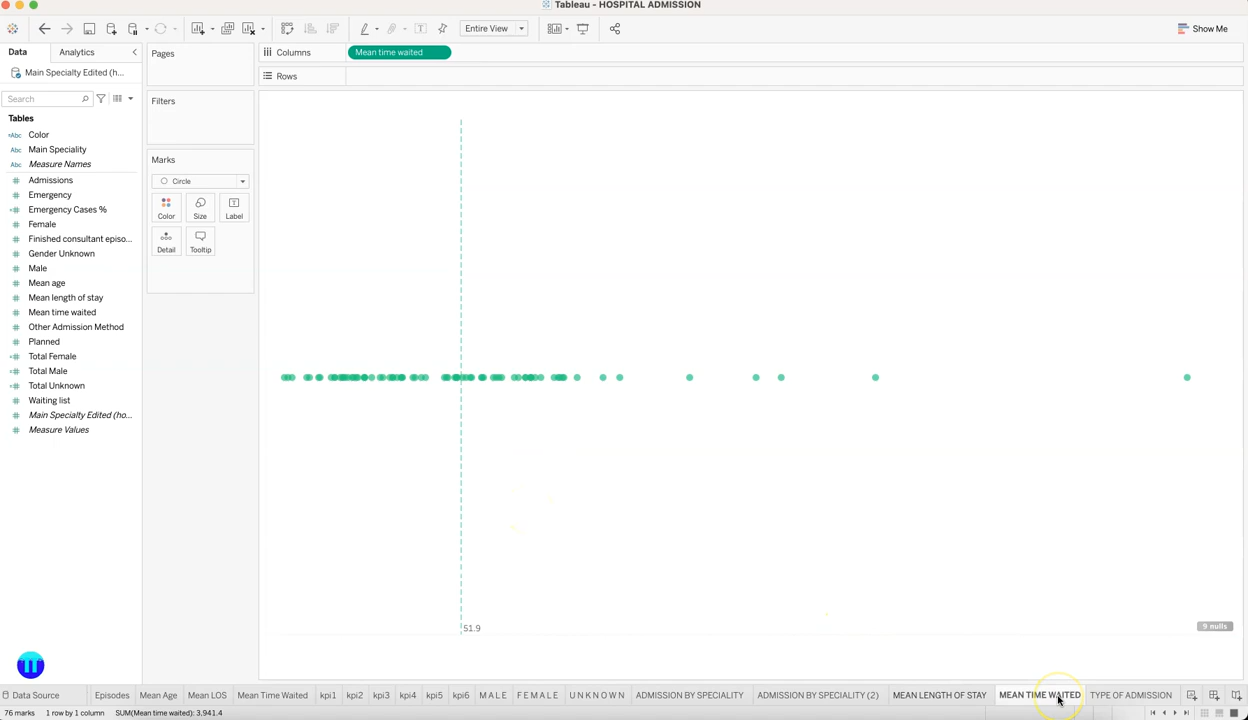 Tableau - HOSPITAL ADMISSION
Entire View
Show Me
Data
Analytics
Pages
Columns
Mean time waited
Rows
Main Specialty Edited (h...
Search
Filters
Tables
Color
Main Speciality
Measure Names
Admissions
Emergency
Emergency Cases %
Female
Finished consultant episo...
Gender Unknown
Male
Mean age
Mean length of stay
Mean time waited
Other Admission Method
Planned
Total Female
Total Male
Total Unknown
Waiting list
Main Specialty Edited (ho...
Measure Values
Marks
Circle
Color
Size
Label
Detail
Tooltip
51.9
9 nulls
Data Source
Episodes
Mean Age
Mean LOS
Mean Time Waited
kpi1
kpi2
kpi3
kpi4
kpi5
kpi6
M A L E
F E M A L E
U N K N O W N
ADMISSION BY SPECIALITY
ADMISSION BY SPECIALITY (2)
MEAN LENGTH OF STAY
MEAN TIME WAITED
TYPE OF ADMISSION
76 marks
1 row by 1 column
SUM(Mean time waited): 3,941.4